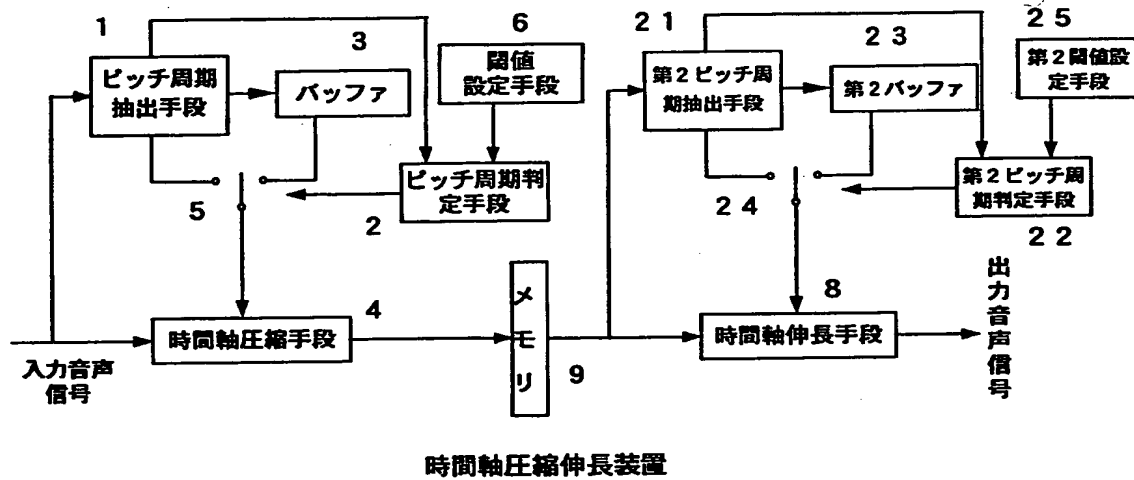 1
ピッチ周期
抽出手段
3
バッファ
6
閾値
設定手段
ピッチ周期判
定手段
2
5
時間軸圧縮手段
4
入力音声
信号
メモリ
9
21
第2ピッチ周
期抽出手段
23
第2バッファ
25
第2閾値設
定手段
第2ピッチ周
期判定手段
22
24
8
時間軸伸長手段
出力音声信号
時間軸圧縮伸長装置